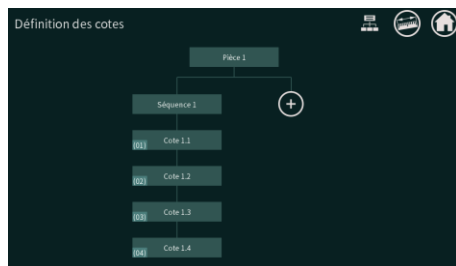 Définition des cotes
Pièce 1
Séquence 1
+
(01) Cote 1.1
(02) Cote 1.2
(03) Cote 1.3
(04) Cote 1.4